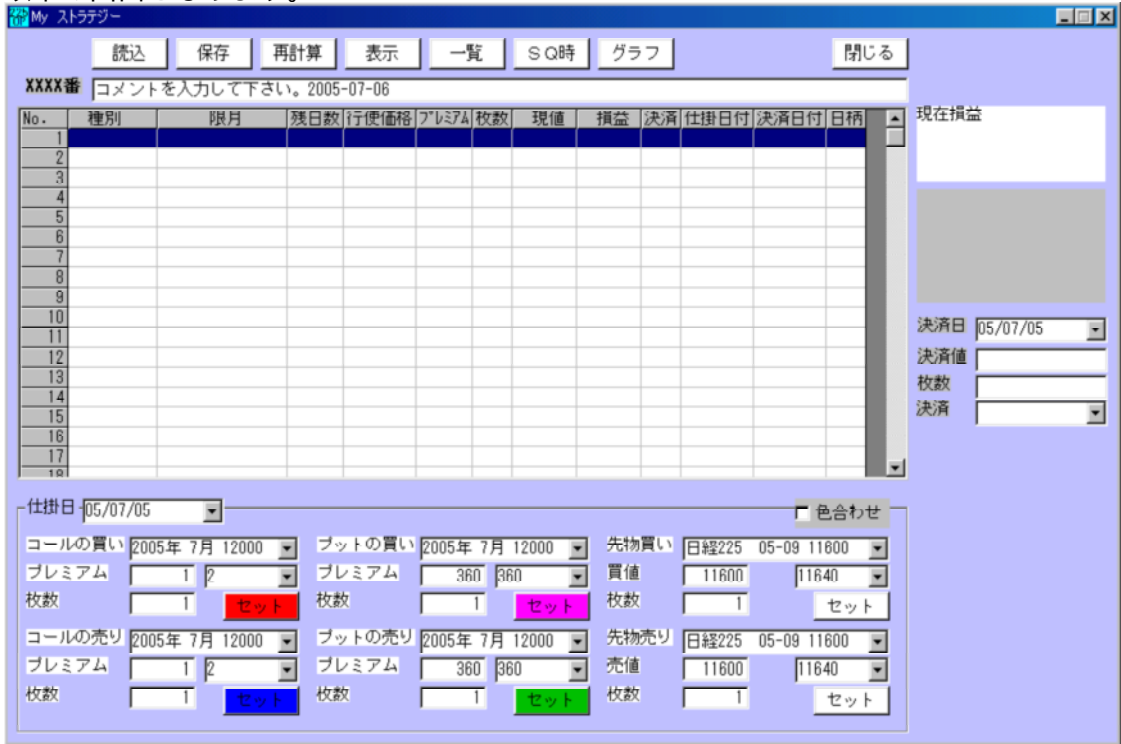 My ストラテジー
読込 保存 再計算 表示 一覧 ＳＱ時 グラフ 閉じる
XXXX番 コメントを入力して下さい。2005-07-06
No. 種別 限月 残日数 行使価格 プレミアム 枚数 現値 損益 決済 仕掛日付 決済日付 日柄
1
2
3
4
5
6
7
8
9
10
11
12
13
14
15
16
17
18
現在損益
決済日 05/07/05
決済値
枚数
決済
仕掛日 05/07/05 色合わせ
コールの買い 2005年 7月 12000 プットの買い 2005年 7月 12000 先物買い 日経225 05-09 11600
プレミアム 1 2 プレミアム 360 360 買値 11600 11640
枚数 1 セット 枚数 1 セット 枚数 1 セット
コールの売り 2005年 7月 12000 プットの売り 2005年 7月 12000 先物売り 日経225 05-09 11600
プレミアム 1 2 プレミアム 360 360 売値 11600 11640
枚数 1 セット 枚数 1 セット 枚数 1 セット